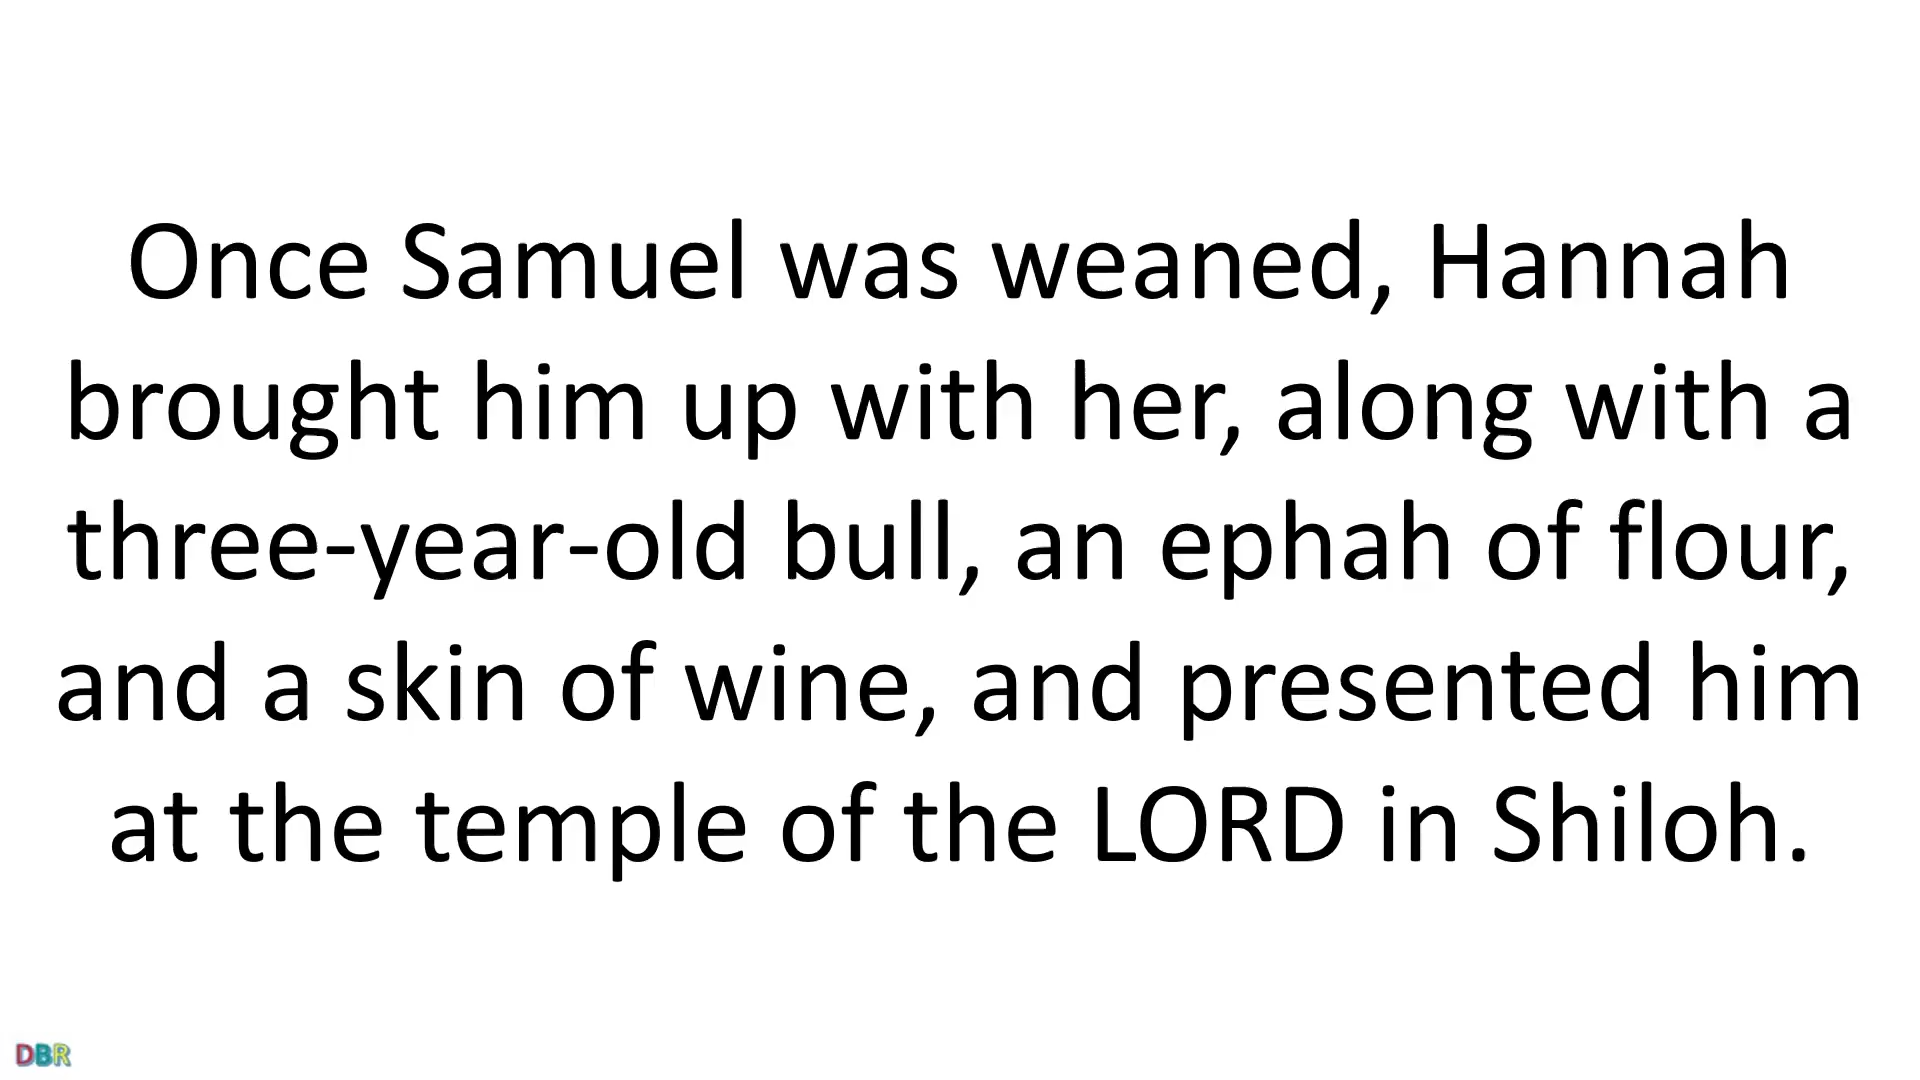 Once Samuel was weaned, Hannah
brought him up with her, along with a
three-year-old bull, an ephah of flour,
and a skin of wine, and presented him
at the temple of the LORD in Shiloh.
DBR